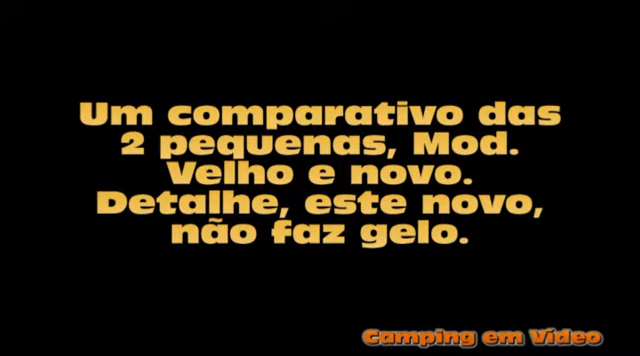 Um comparativo das
2 pequenas, Mod.
Velho e novo.
Detalhe, este novo,
não faz gelo.
Camping em Vídeo